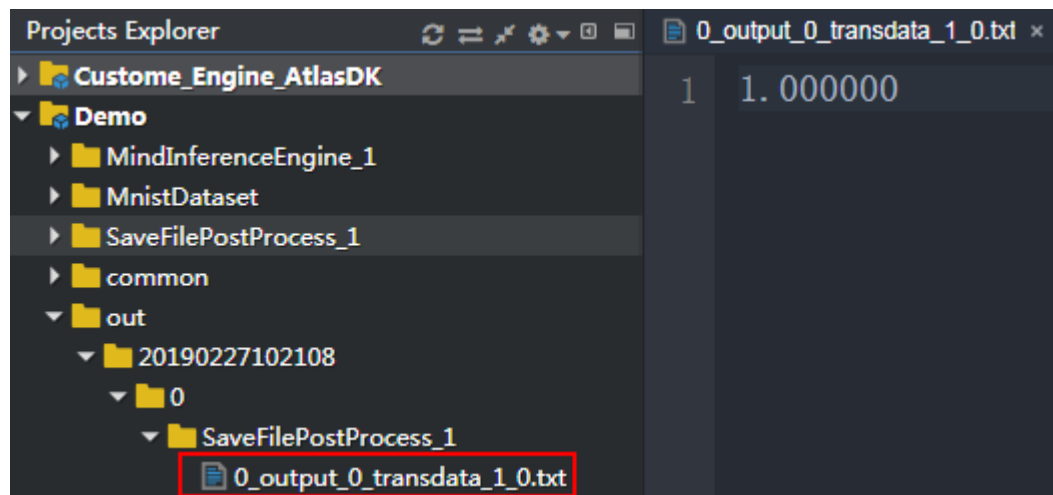 Projects Explorer
Custome_Engine_AtlasDK
Demo
MindInferenceEngine_1
MnistDataset
SaveFilePostProcess_1
common
out
20190227102108
0
SaveFilePostProcess_1
0_output_0_transdata_1_0.txt
0_output_0_transdata_1_0.txt ×
1 1.000000